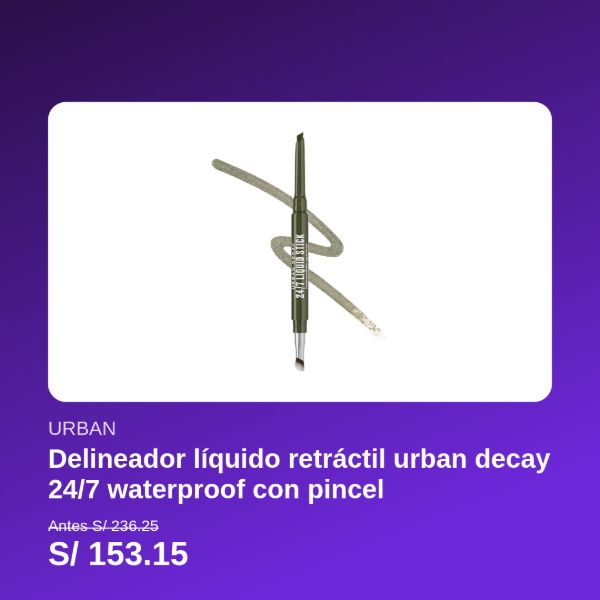 24/7 LIQUID STICK
URBAN
Delineador líquido retráctil urban decay
24/7 waterproof con pincel
Antes S/ 236.25
S/ 153.15